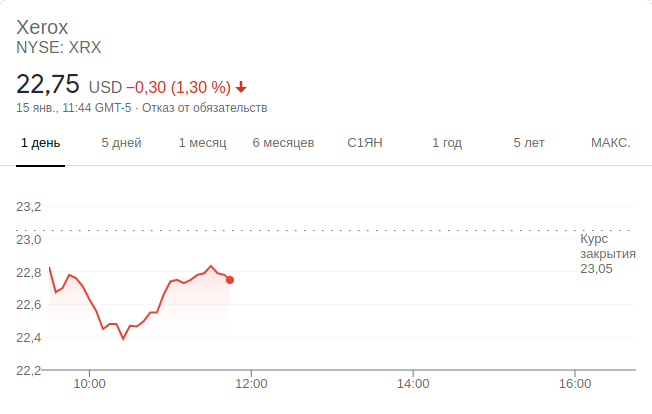 Xerox
NYSE: XRX
22,75 USD −0,30 (1,30 %)
15 янв., 11:44 GMT-5 · Отказ от обязательств
1 день 5 дней 1 месяц 6 месяцев С1ЯН 1 год 5 лет МАКС.
23,2
23,0
22,8
22,6
22,4
22,2
Курс
закрытия
23,05
10:00 12:00 14:00 16:00